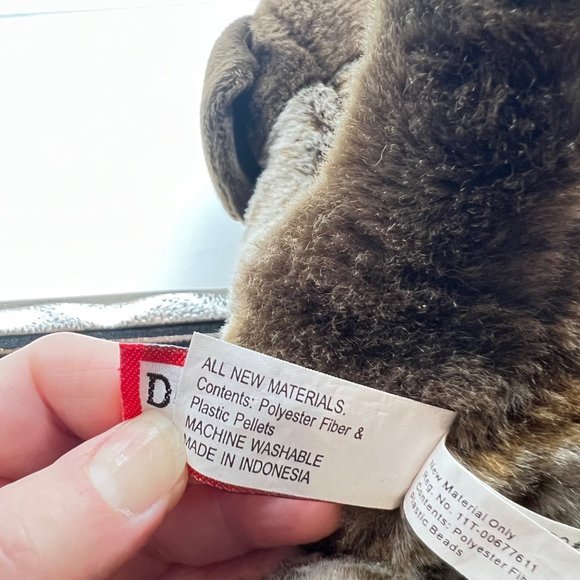 D
ALL NEW MATERIALS.
Contents: Polyester Fiber &
Plastic Pellets
MACHINE WASHABLE
MADE IN INDONESIA
New Material Only
Reg. No. 11T-00677611
Contents: Polyester
Plastic Beads